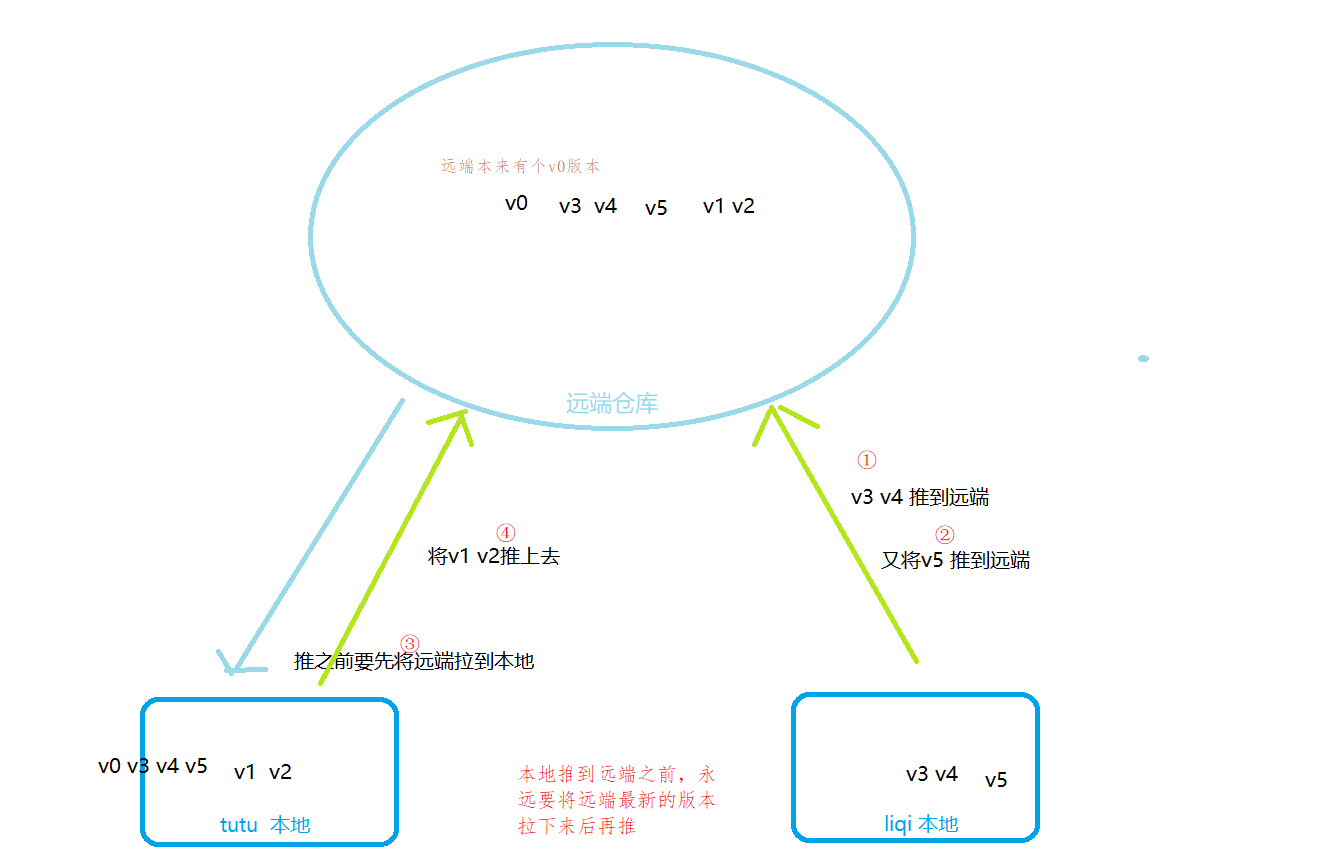 远端本来有个v0版本
v0 v3 v4 v5 v1 v2
远端仓库
①
v3 v4 推到远端
②
又将v5 推到远端
④
将v1 v2推上去
③
推之前要先将远端拉到本地
v0 v3 v4 v5 v1 v2
tutu 本地
本地推到远端之前，永
远要将远端最新的版本
拉下来后再推
v3 v4 v5
liqi 本地